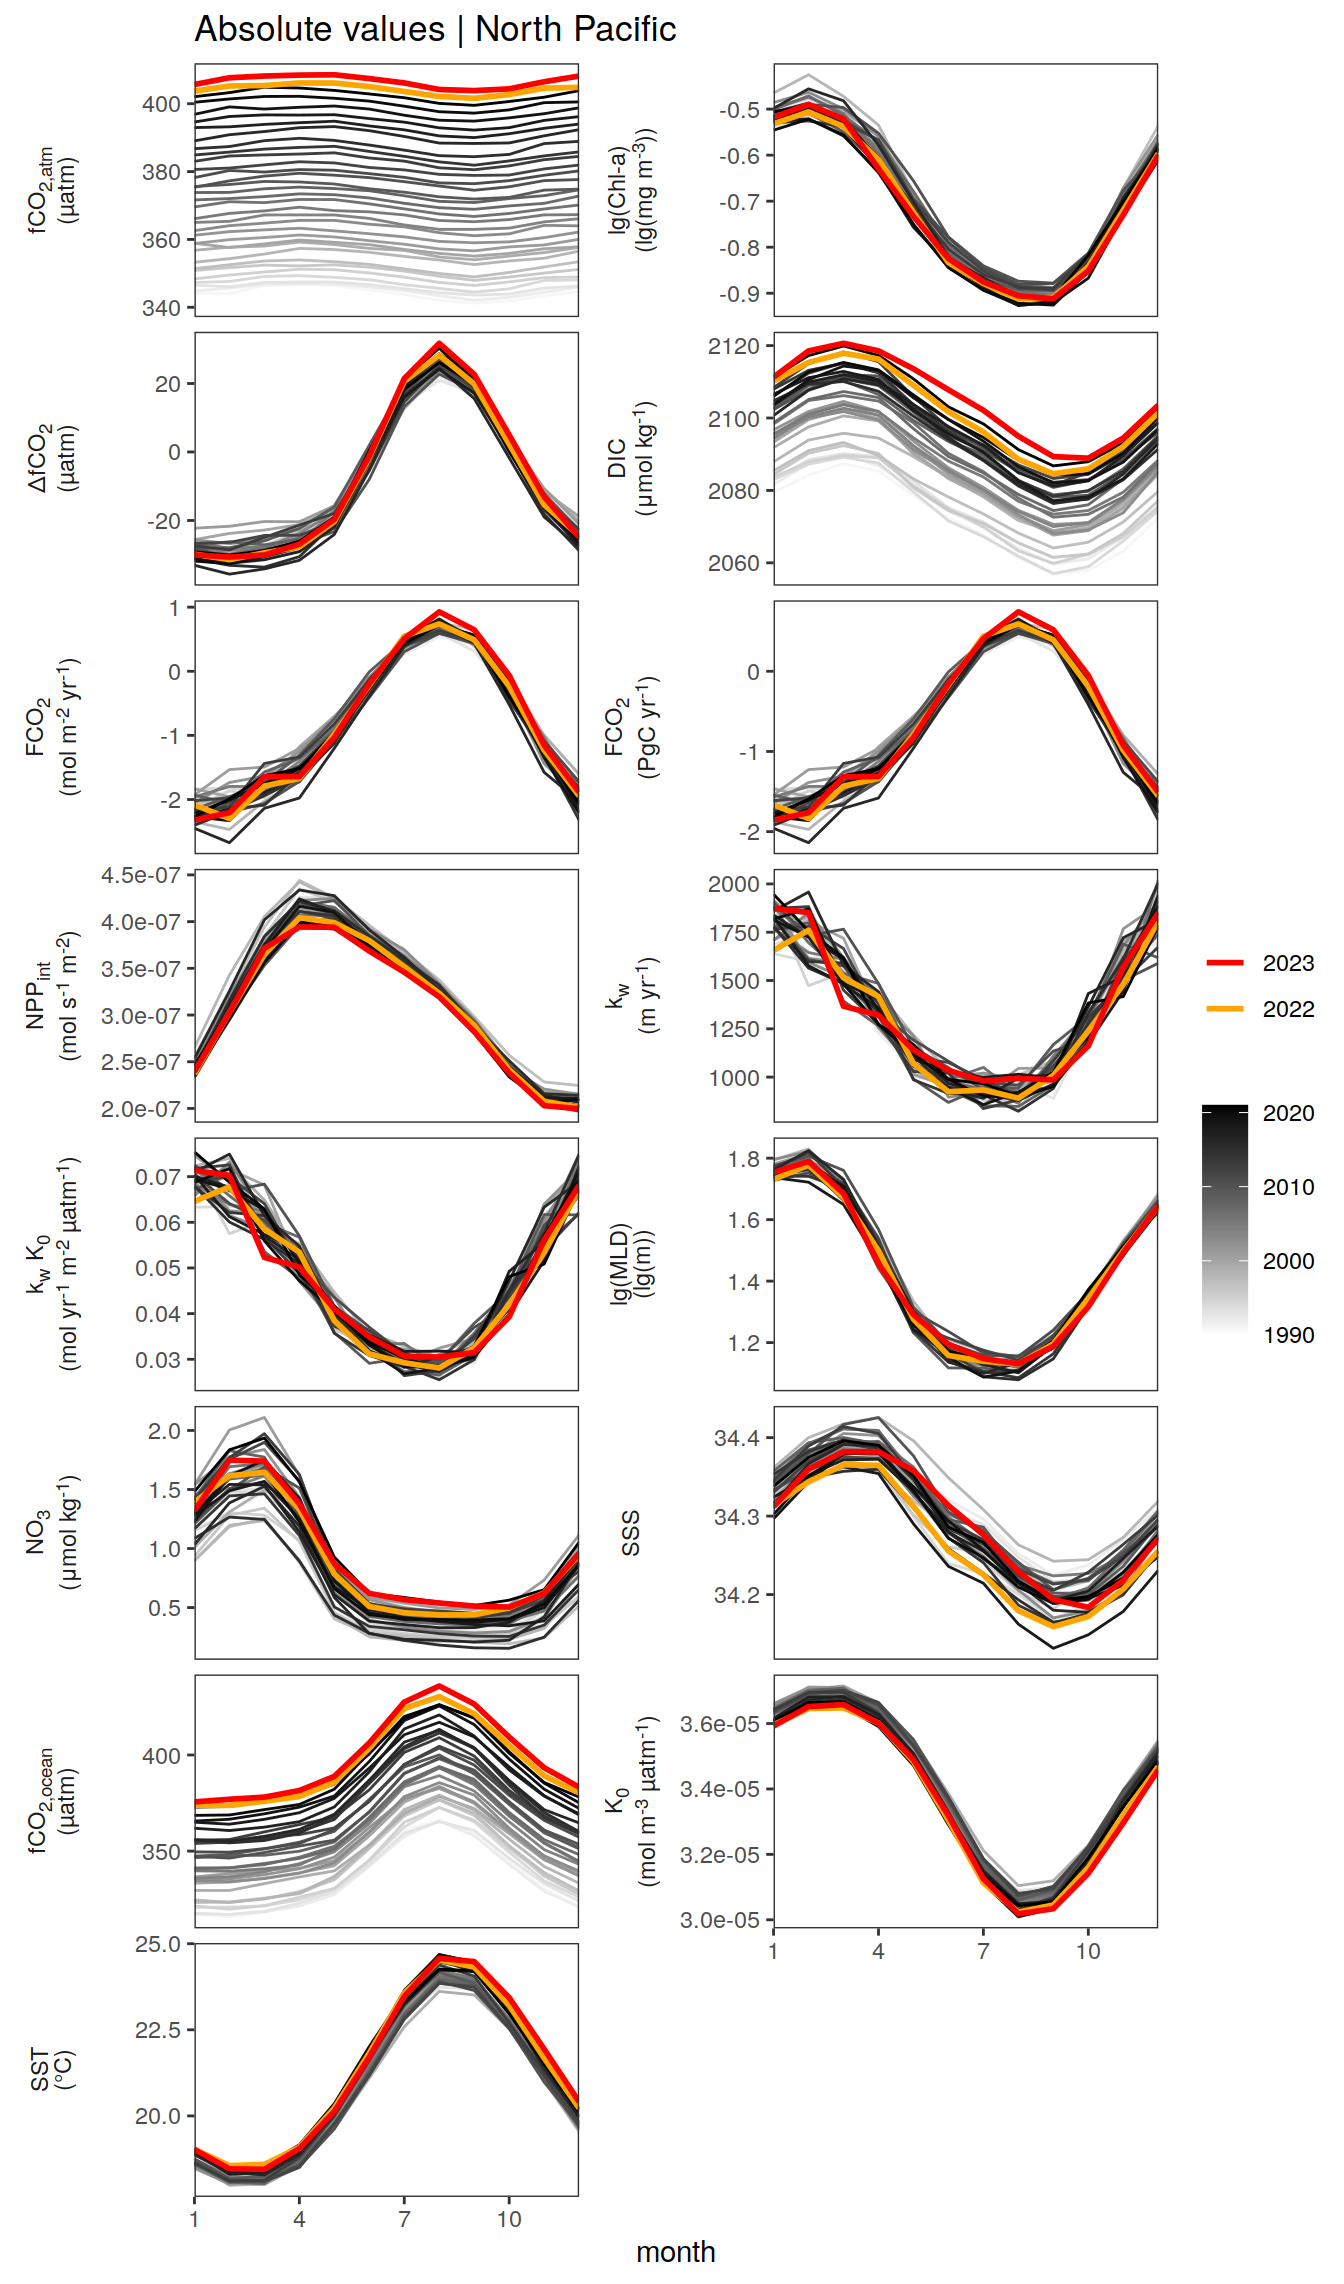 Absolute values | North Pacific
fCO2,atm
(µatm)
400
380
360
340
lg(Chl-a)
(lg(mg m-3))
-0.5
-0.6
-0.7
-0.8
-0.9
ΔfCO2
(µatm)
20
0
-20
DIC
(µmol kg-1)
2120
2100
2080
2060
FCO2
(mol m-2 yr-1)
1
0
-1
-2
FCO2
(PgC yr-1)
0
-1
-2
NPPint
(mol s-1 m-2)
4.5e-07
4.0e-07
3.5e-07
3.0e-07
2.5e-07
2.0e-07
kw
(m yr-1)
2000
1750
1500
1250
1000
2023
2022
2020
2010
2000
1990
kw K0
(mol yr-1 m-2 µatm-1)
0.07
0.06
0.05
0.04
0.03
lg(MLD)
(lg(m))
1.8
1.6
1.4
1.2
NO3
(µmol kg-1)
2.0
1.5
1.0
0.5
SSS
34.4
34.3
34.2
fCO2,ocean
(µatm)
400
350
K0
(mol m-3 µatm-1)
3.6e-05
3.4e-05
3.2e-05
3.0e-05
1 4 7 10
SST
(°C)
25.0
22.5
20.0
1 4 7 10
month